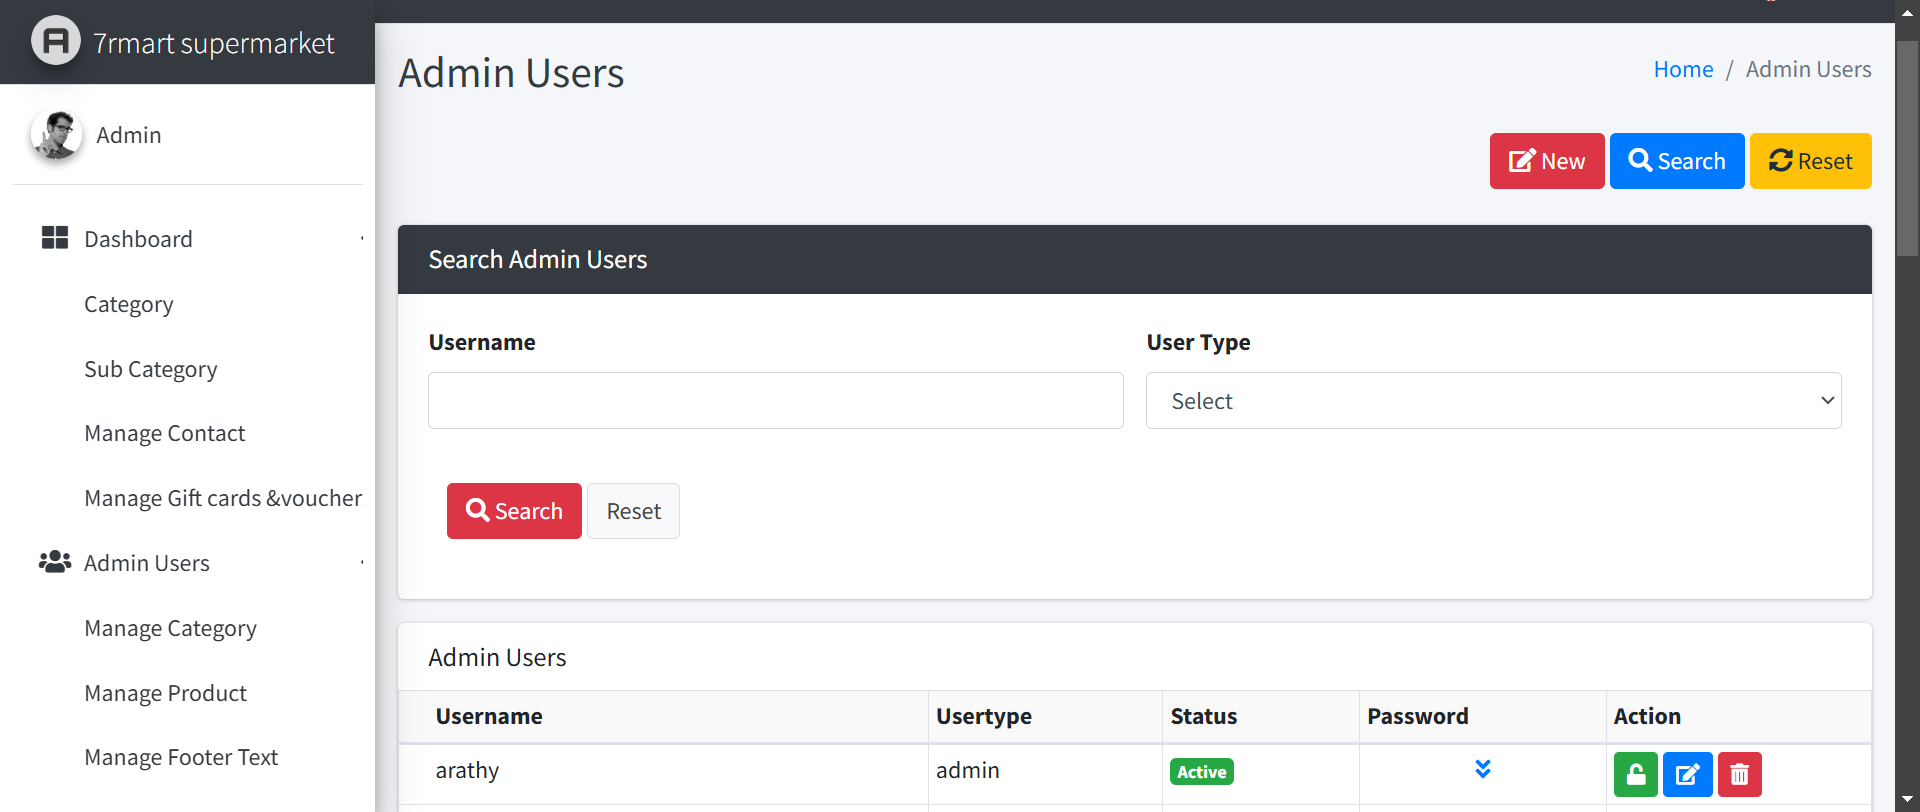 7rmart supermarket
Admin
Dashboard
Category
Sub Category
Manage Contact
Manage Gift cards &voucher
Admin Users
Manage Category
Manage Product
Manage Footer Text
Admin Users
Home / Admin Users
New Search Reset
Search Admin Users
Username User Type
Select
Search Reset
Admin Users
Username Usertype Status Password Action
arathy admin Active